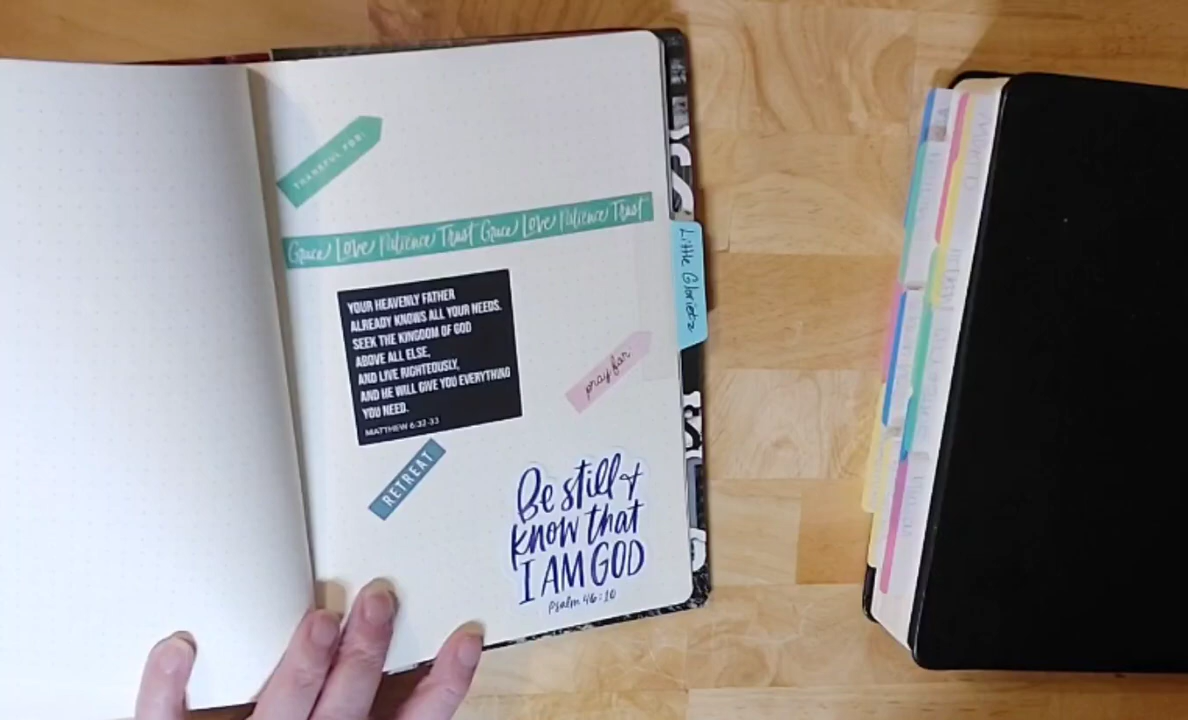 THANKFUL FOR:
Grace Love Patience Trust Grace Love Patience Trust
Little Glorieta
YOUR HEAVENLY FATHER
ALREADY KNOWS ALL YOUR NEEDS.
SEEK THE KINGDOM OF GOD
ABOVE ALL ELSE,
AND LIVE RIGHTEOUSLY,
AND HE WILL GIVE YOU EVERYTHING
YOU NEED.
MATTHEW 6:32-33
pray for
RETREAT
Be still &
know that
I AM GOD
Psalm 46:10